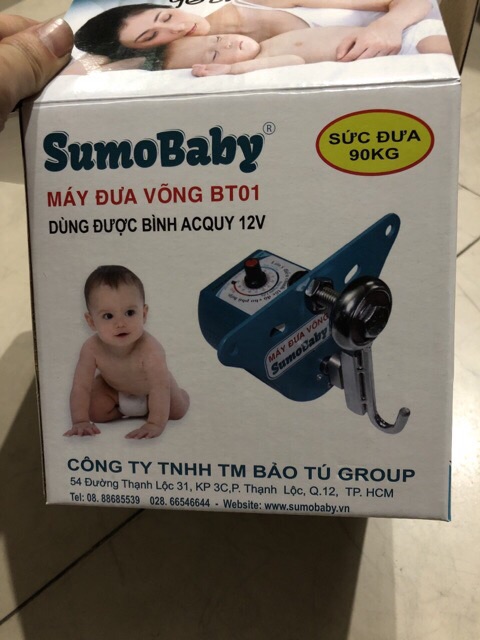 SumoBaby®
SỨC ĐƯA
90KG
MÁY ĐƯA VÕNG BT01
DÙNG ĐƯỢC BÌNH ACQUY 12V
MÁY ĐƯA VÕNG
SumoBaby
CÔNG TY TNHH TM BẢO TÚ GROUP
54 Đường Thạnh Lộc 31, KP 3C,P. Thạnh Lộc, Q.12, TP. HCM
Tel: 08. 88685539 028. 66546644 - Website: www.sumobaby.vn